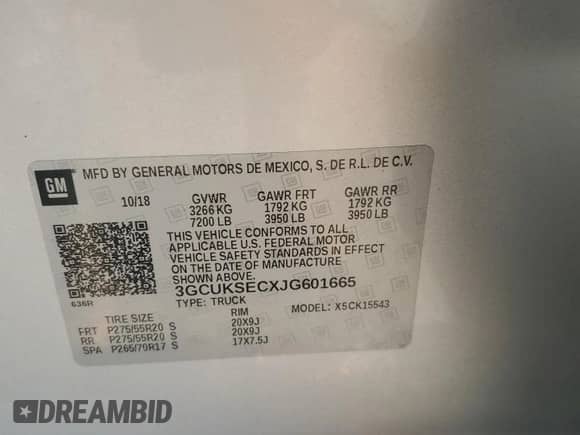 MFD BY GENERAL MOTORS DE MEXICO, S. DE R.L. DE C.V.
GM
10/18 GVWR GAWR FRT GAWR RR
3266 KG 1792 KG 1792 KG
7200 LB 3950 LB 3950 LB
THIS VEHICLE CONFORMS TO ALL
APPLICABLE U.S. FEDERAL MOTOR
VEHICLE SAFETY STANDARDS IN EFFECT
ON THE DATE OF MANUFACTURE
SHOWN ABOVE.
3GCUKSECXJG601665
636R TYPE: TRUCK MODEL: X5CK15543
TIRE SIZE RIM
FRT P275/55R20 S 20X9J
RR P275/55R20 S 20X9J
SPA P265/70R17 S 17X7.5J
DREAMBID